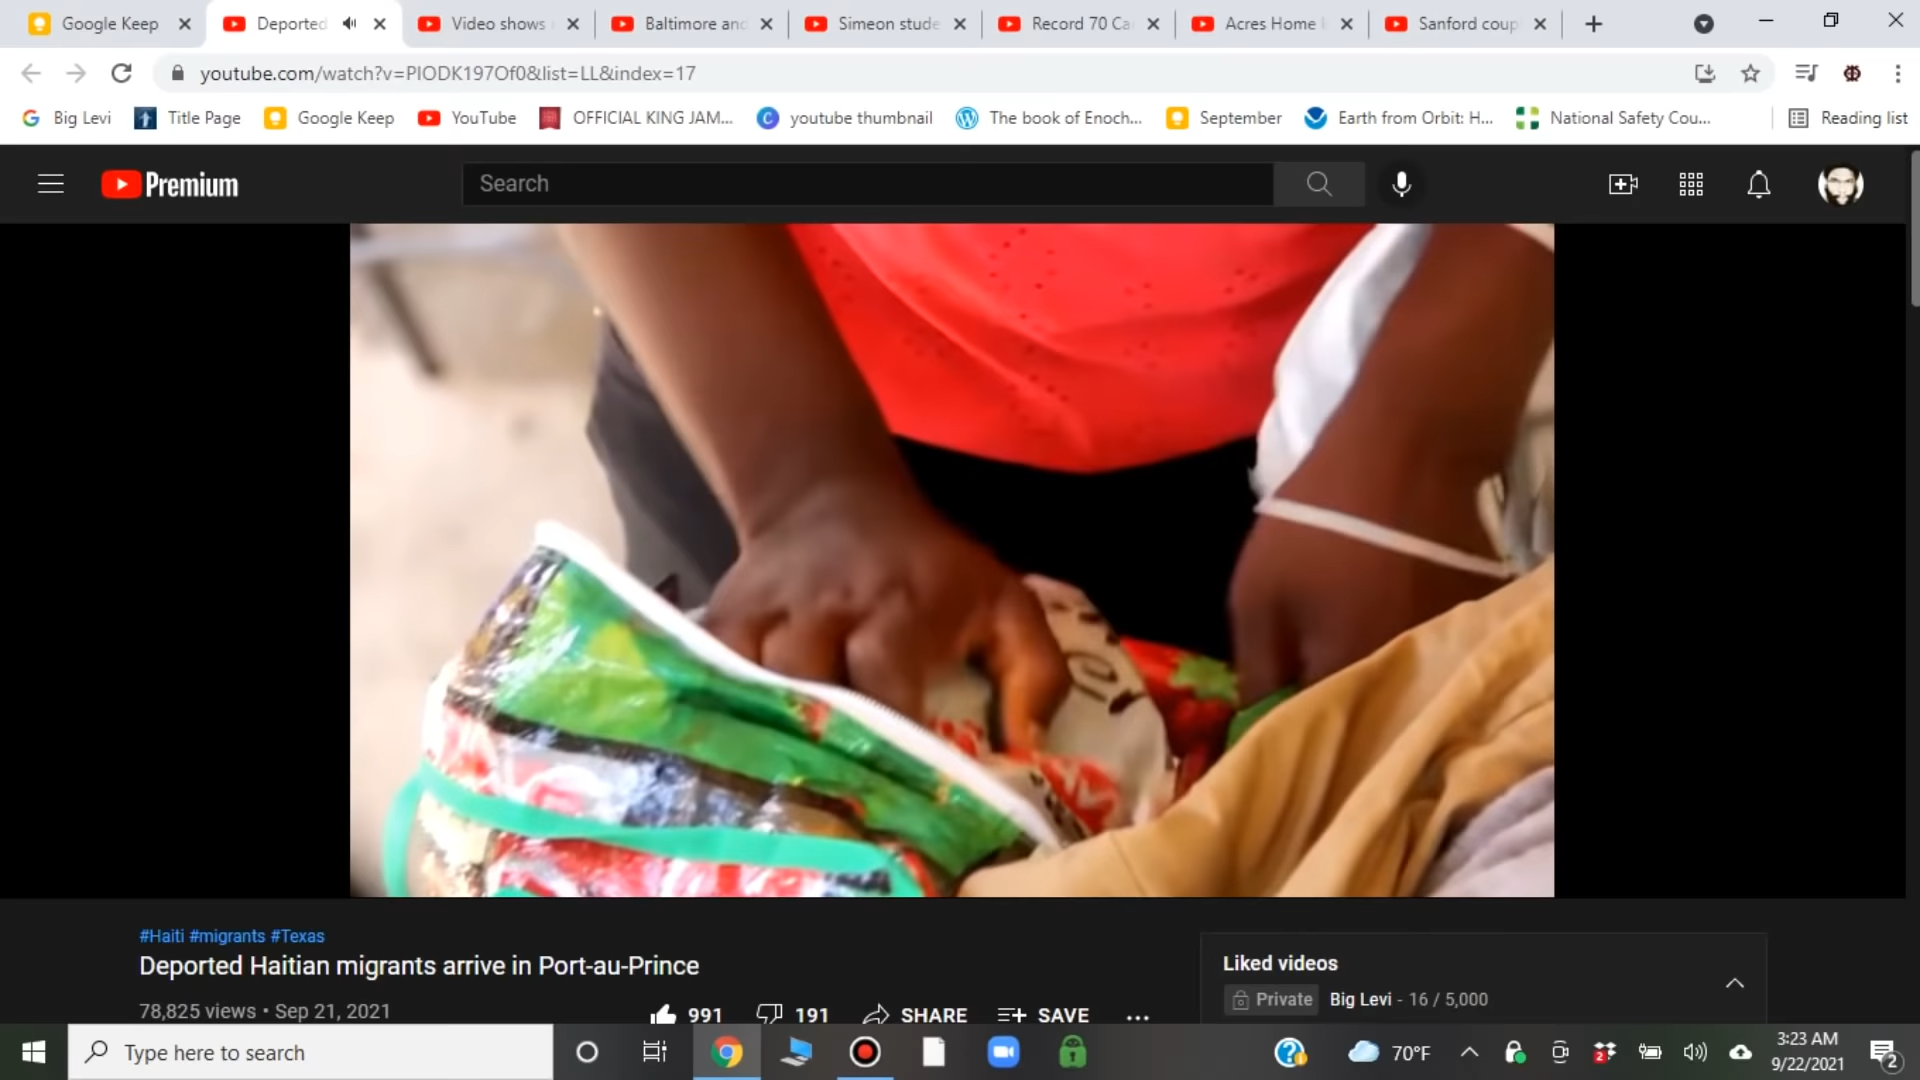 Google Keep
Deported
Video shows
Baltimore and
Simeon stude
Record 70 Ca
Acres Home
Sanford coup
youtube.com/watch?v=PIODK197Of0&list=LL&index=17
Big Levi
Title Page
Google Keep
YouTube
OFFICIAL KING JAM...
youtube thumbnail
The book of Enoch...
September
Earth from Orbit: H...
National Safety Cou...
Reading list
Premium
Search
#Haiti #migrants #Texas
Deported Haitian migrants arrive in Port-au-Prince
78,825 views • Sep 21, 2021
991
191
SHARE
SAVE
Liked videos
Private
Big Levi - 16 / 5,000
Type here to search
70°F
3:23 AM
9/22/2021
2